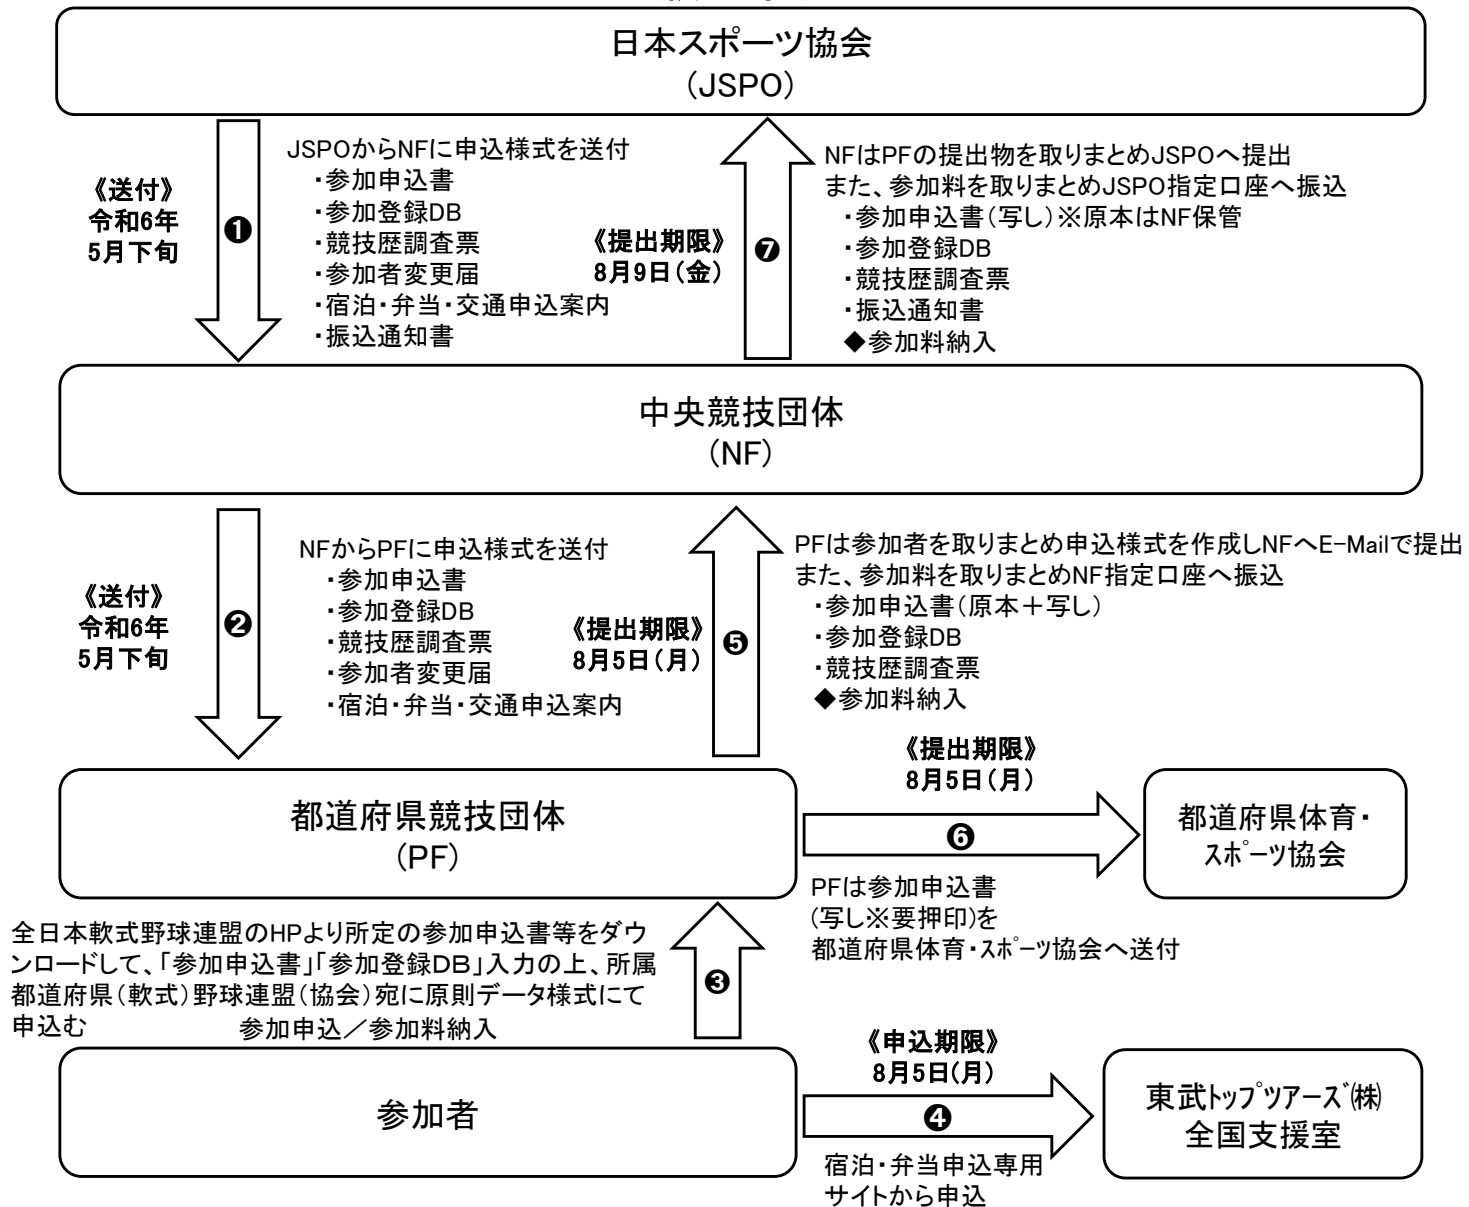 日本スポーツ協会
(JSPO)
《送付》
令和6年
5月下旬
❶
JSPOからNFに申込様式を送付
・参加申込書
・参加登録DB
・競技歴調査票
・参加者変更届
・宿泊・弁当・交通申込案内
・振込通知書
《提出期限》
8月9日(金)
❼
NFはPFの提出物を取りまとめJSPOへ提出
また、参加料を取りまとめJSPO指定口座へ振込
・参加申込書(写し)※原本はNF保管
・参加登録DB
・競技歴調査票
・振込通知書
◆参加料納入
中央競技団体
(NF)
《送付》
令和6年
5月下旬
❷
NFからPFに申込様式を送付
・参加申込書
・参加登録DB
・競技歴調査票
・参加者変更届
・宿泊・弁当・交通申込案内
《提出期限》
8月5日(月)
❺
PFは参加者を取りまとめ申込様式を作成しNFへE-Mailで提出
また、参加料を取りまとめNF指定口座へ振込
・参加申込書(原本+写し)
・参加登録DB
・競技歴調査票
◆参加料納入
都道府県競技団体
(PF)
《提出期限》
8月5日(月)
❻
PFは参加申込書
(写し※要押印)を
都道府県体育・スポーツ協会へ送付
都道府県体育・
スポーツ協会
全日本軟式野球連盟のHPより所定の参加申込書等をダウ
ンロードして、「参加申込書」「参加登録DB」入力の上、所属
都道府県(軟式)野球連盟(協会)宛に原則データ様式にて
申込む 参加申込/参加料納入
❸
参加者
《申込期限》
8月5日(月)
❹
宿泊・弁当申込専用
サイトから申込
東武トップツアーズ(株)
全国支援室